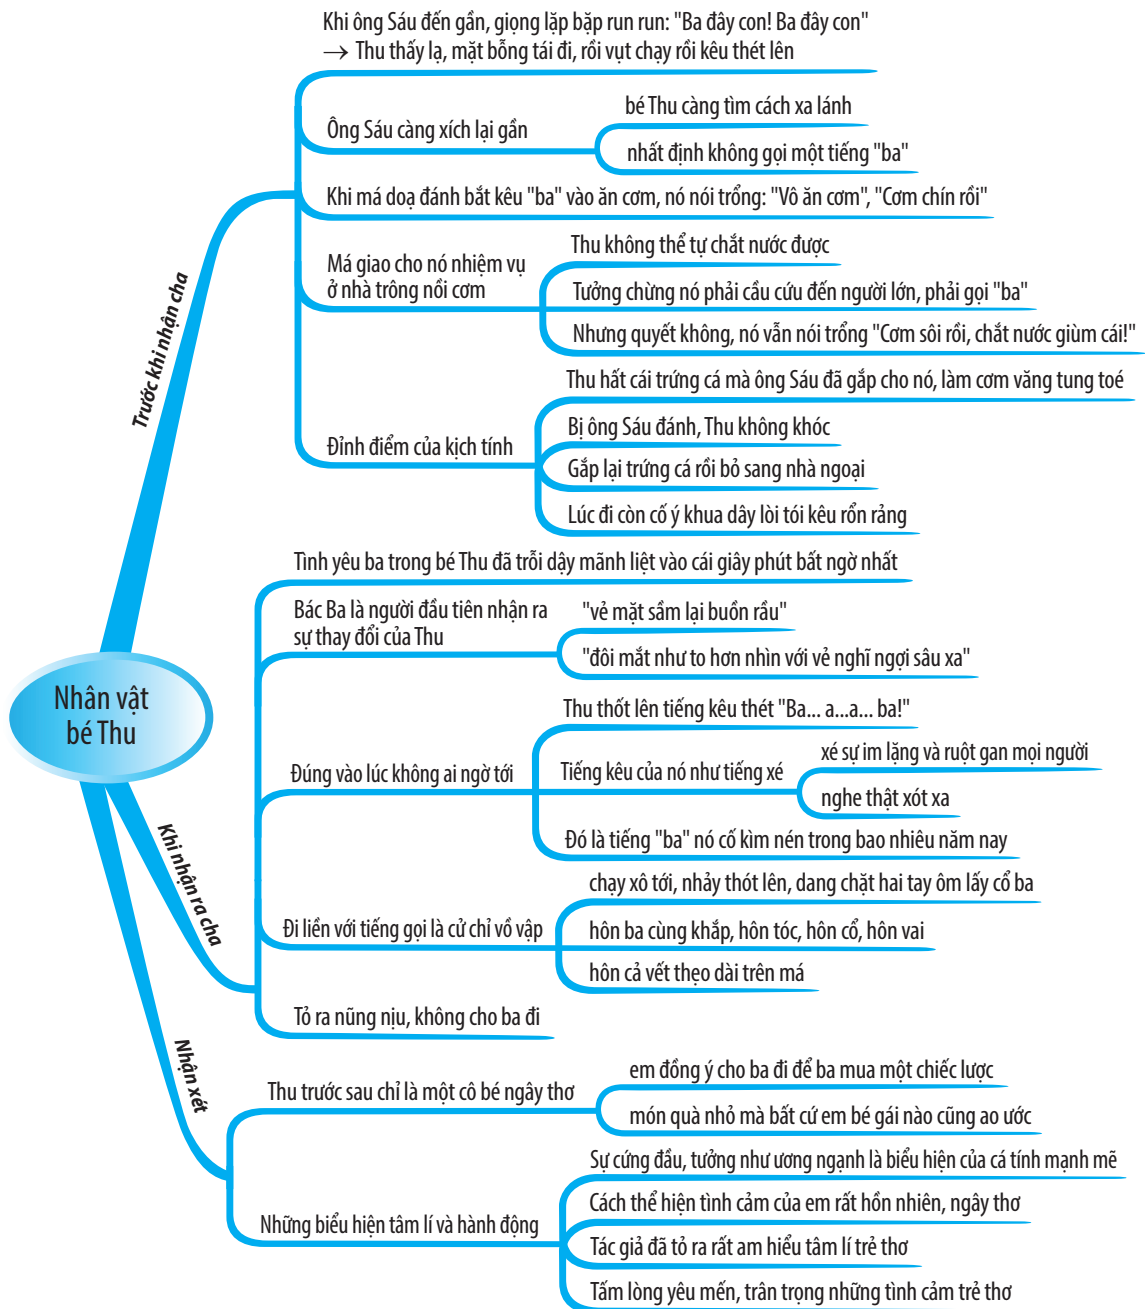 Khi ông Sáu đến gần, giọng lặp bặp run run: "Ba đây con! Ba đây con"
→ Thu thấy lạ, mặt bỗng tái đi, rồi vụt chạy rồi kêu thét lên
Ông Sáu càng xích lại gần
bé Thu càng tìm cách xa lánh
nhất định không gọi một tiếng "ba"
Khi má doạ đánh bắt kêu "ba" vào ăn cơm, nó nói trổng: "Vô ăn cơm", "Cơm chín rồi"
Má giao cho nó nhiệm vụ
ở nhà trông nồi cơm
Thu không thể tự chắt nước được
Tưởng chừng nó phải cầu cứu đến người lớn, phải gọi "ba"
Nhưng quyết không, nó vẫn nói trổng "Cơm sôi rồi, chắt nước giùm cái!"
Đỉnh điểm của kịch tính
Thu hất cái trứng cá mà ông Sáu đã gắp cho nó, làm cơm văng tung toé
Bị ông Sáu đánh, Thu không khóc
Gắp lại trứng cá rồi bỏ sang nhà ngoại
Lúc đi còn cố ý khua dây lòi tói kêu rổn rảng
Trước khi nhận cha
Tình yêu ba trong bé Thu đã trỗi dậy mãnh liệt vào cái giây phút bất ngờ nhất
Bác Ba là người đầu tiên nhận ra
sự thay đổi của Thu
"vẻ mặt sầm lại buồn rầu"
"đôi mắt như to hơn nhìn với vẻ nghĩ ngợi sâu xa"
Nhân vật
bé Thu
Đúng vào lúc không ai ngờ tới
Thu thốt lên tiếng kêu thét "Ba... a...a... ba!"
Tiếng kêu của nó như tiếng xé
xé sự im lặng và ruột gan mọi người
nghe thật xót xa
Đó là tiếng "ba" nó cố kìm nén trong bao nhiêu năm nay
Khi nhận ra cha
Đi liền với tiếng gọi là cử chỉ vồ vập
chạy xô tới, nhảy thót lên, dang chặt hai tay ôm lấy cổ ba
hôn ba cùng khắp, hôn tóc, hôn cổ, hôn vai
hôn cả vết thẹo dài trên má
Tỏ ra nũng nịu, không cho ba đi
Nhận xét
Thu trước sau chỉ là một cô bé ngây thơ
em đồng ý cho ba đi để ba mua một chiếc lược
món quà nhỏ mà bất cứ em bé gái nào cũng ao ước
Những biểu hiện tâm lí và hành động
Sự cứng đầu, tưởng như ương ngạnh là biểu hiện của cá tính mạnh mẽ
Cách thể hiện tình cảm của em rất hồn nhiên, ngây thơ
Tác giả đã tỏ ra rất am hiểu tâm lí trẻ thơ
Tấm lòng yêu mến, trân trọng những tình cảm trẻ thơ